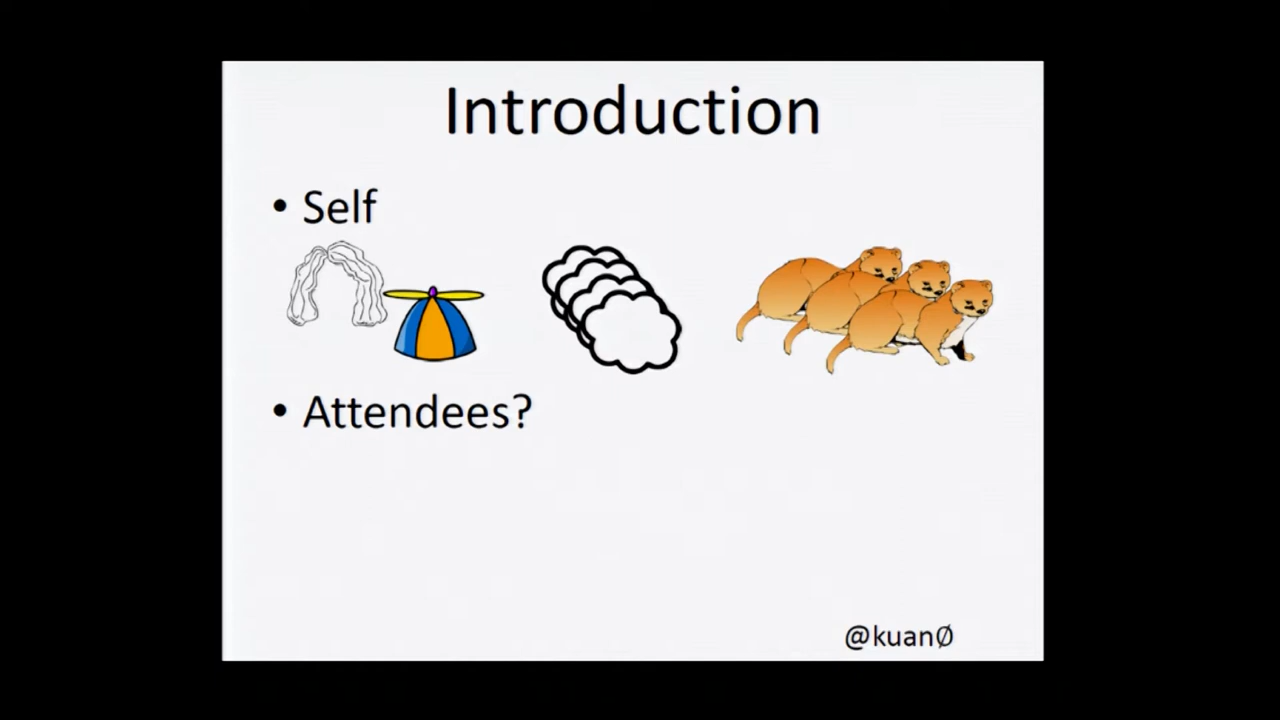 Introduction
• Self
• Attendees?
@kuanØ